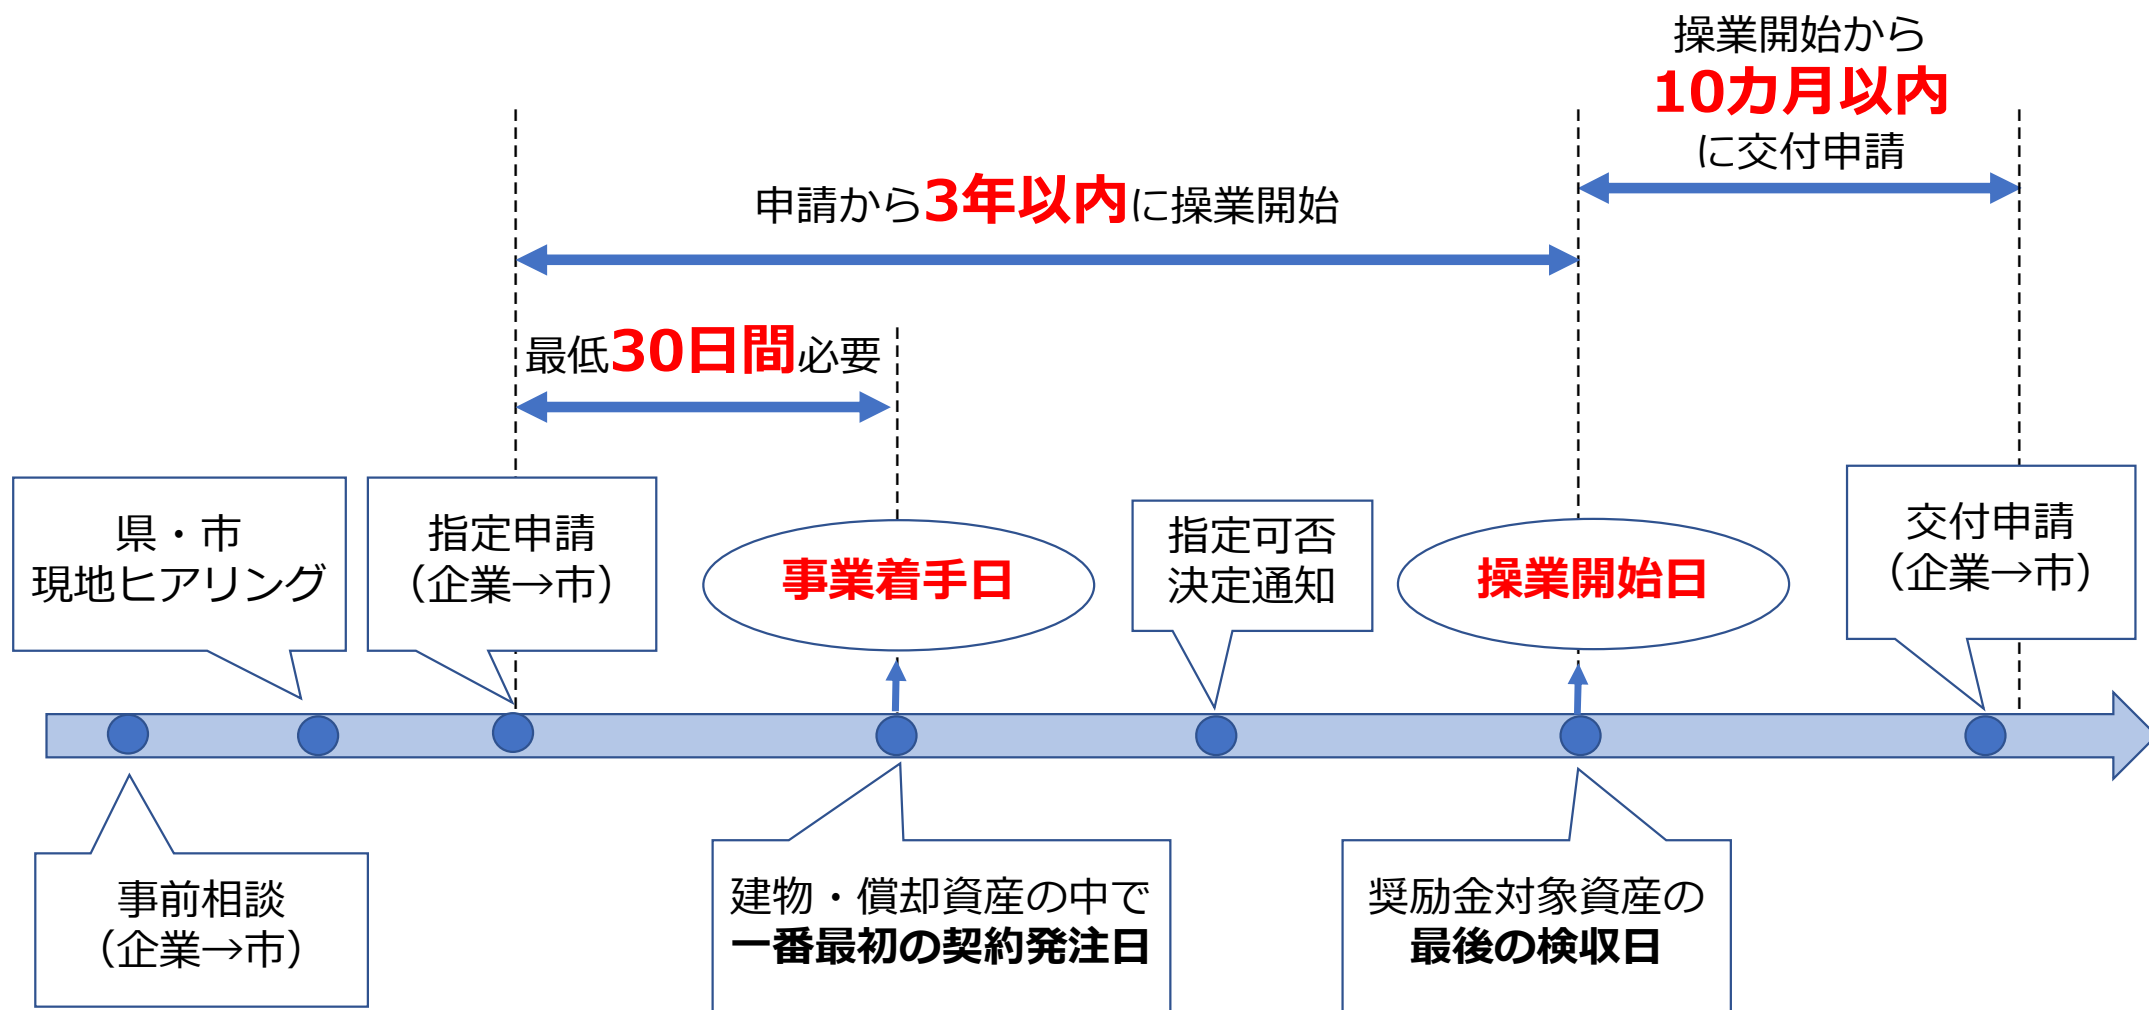 操業開始から
10カ月以内
に交付申請
申請から3年以内に操業開始
最低30日間必要
県・市
現地ヒアリング
指定申請
（企業→市）
事業着手日
指定可否
決定通知
操業開始日
交付申請
（企業→市）
事前相談
（企業→市）
建物・償却資産の中で
一番最初の契約発注日
奨励金対象資産の
最後の検収日